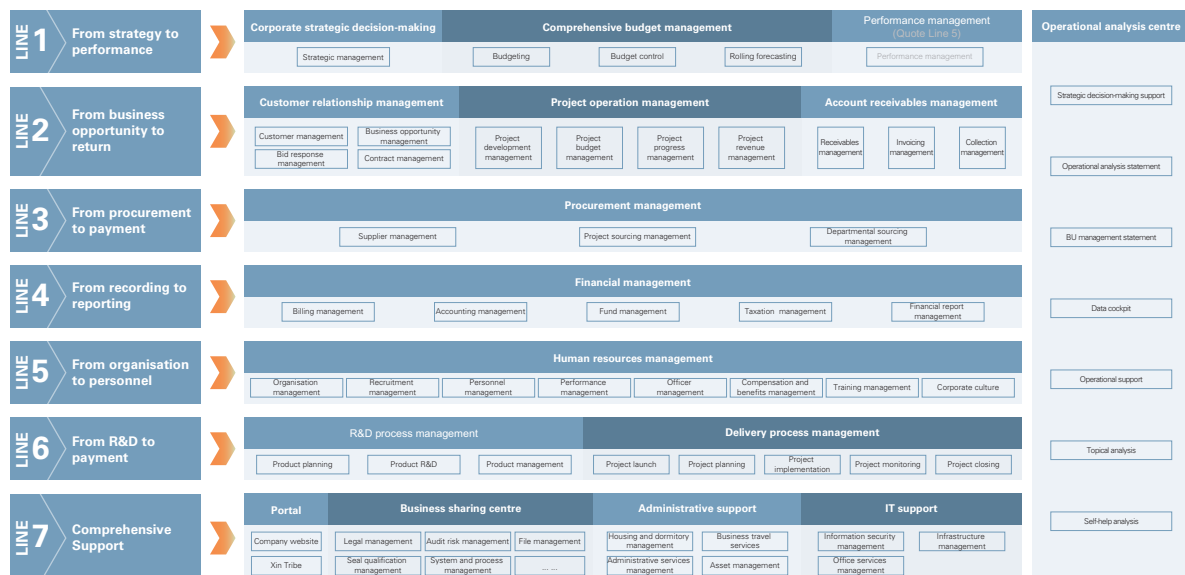 LINE 1
From strategy to
performance
Corporate strategic decision-making
Strategic management
Comprehensive budget management
Budgeting
Budget control
Rolling forecasting
Performance management
(Quote Line 5)
Performance management
LINE 2
From business
opportunity to
return
Customer relationship management
Customer management
Business opportunity
management
Bid response
management
Contract management
Project operation management
Project
development
management
Project
budget
management
Project
progress
management
Project
revenue
management
Account receivables management
Receivables
management
Invoicing
management
Collection
management
LINE 3
From procurement
to payment
Procurement management
Supplier management
Project sourcing management
Departmental sourcing
management
LINE 4
From recording to
reporting
Financial management
Billing management
Accounting management
Fund management
Taxation management
Financial report
management
LINE 5
From organisation
to personnel
Human resources management
Organisation
management
Recruitment
management
Personnel
management
Performance
management
Officer
management
Compensation and
benefits management
Training management
Corporate culture
LINE 6
From R&D to
payment
R&D process management
Product planning
Product R&D
Product management
Delivery process management
Project launch
Project planning
Project
implementation
Project monitoring
Project closing
LINE 7
Comprehensive
Support
Portal
Company website
Xin Tribe
Business sharing centre
Legal management
Audit risk management
File management
Seal qualification
management
System and process
management
... ...
Administrative support
Housing and dormitory
management
Business travel
services
Administrative services
management
Asset management
IT support
Information security
management
Infrastructure
management
Office services
management
Operational analysis centre
Strategic decision-making support
Operational analysis statement
BU management statement
Data cockpit
Operational support
Topical analysis
Self-help analysis